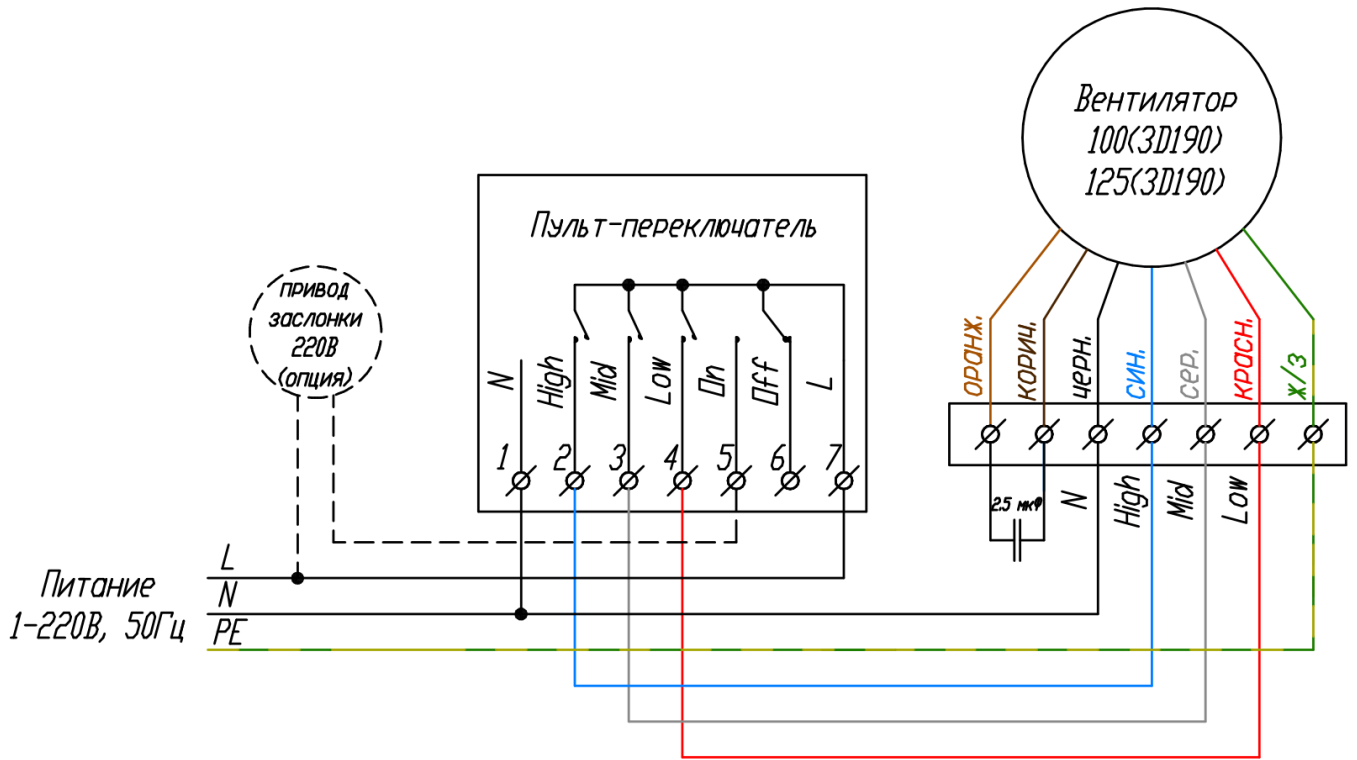 Вентилятор
100(3D190)
125(3D190)
Пульт-переключатель
ПРИВОД
заслонки
220В
(опция)
N
High
Mid
Low
On
Off
L
1
2
3
4
5
6
7
оранж.
корич.
черн.
син.
сер.
красн.
ж/з
2.5 мкФ
N
High
Mid
Low
Питание
1-220В, 50Гц
L
N
PE